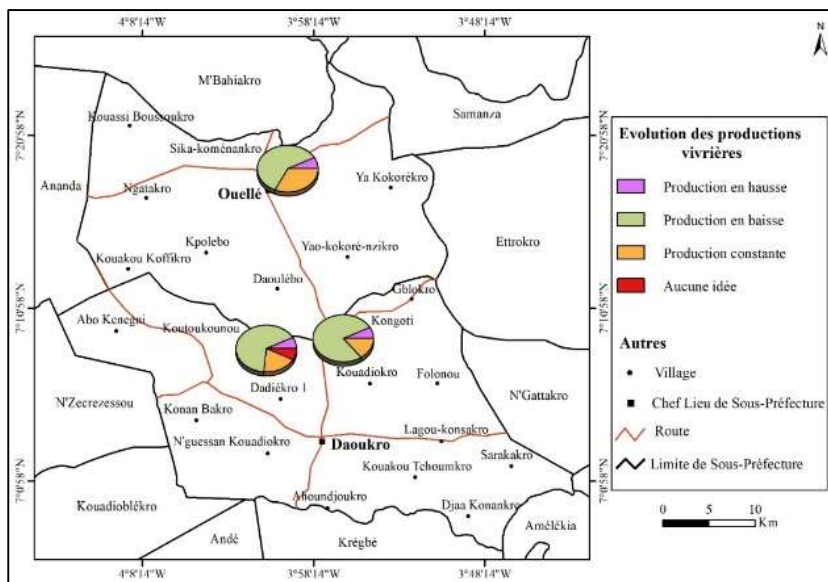 4°8'14"W
3°58'14"W
3°48'14"W
N
M'Bahiakro
Samanza
Kouassi Boussoukro
7°20'58"N
7°20'58"N
Sika-koménankro
Ananda
Ya Kokorékro
Ngatakro
Ouellé
Ettrokro
Kpolebo
Yao-kokoré-nzikro
Kouakou Koffikro
Daoulébo
Gblokro
7°10'58"N
7°10'58"N
Abo Kenegni
Koutoukounou
Kongoti
Kouadiokro
Folonou
Dadiékro 1
N'Gattakro
N'Zecrezessou
Konan Bakro
Lagou-konsakro
N'guessan Kouadiokro
Daoukro
Sarakakro
Kouakou Tchoumkro
7°0'58"N
7°0'58"N
Kouadioblékro
Ahoundjoukro
Djaa Konankro
Amélékia
Andé
Krégbé
4°8'14"W
3°58'14"W
3°48'14"W
Evolution des productions
vivrières
Production en hausse
Production en baisse
Production constante
Aucune idée
Autres
Village
Chef Lieu de Sous-Préfecture
Route
Limite de Sous-Préfecture
0 5 10
Km